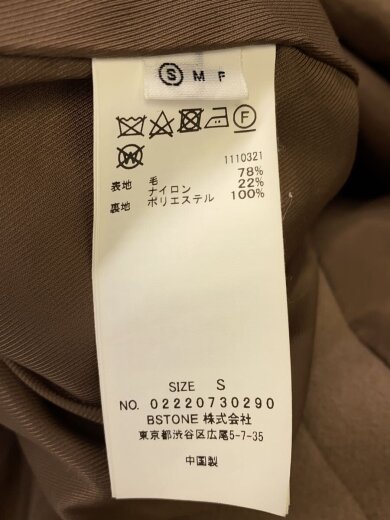 S M F
F
W
1110321
表地 毛 78%
ナイロン 22%
裏地 ポリエステル 100%
SIZE S
NO. 02220730290
BSTONE 株式会社
東京都渋谷区広尾5-7-35
中国製